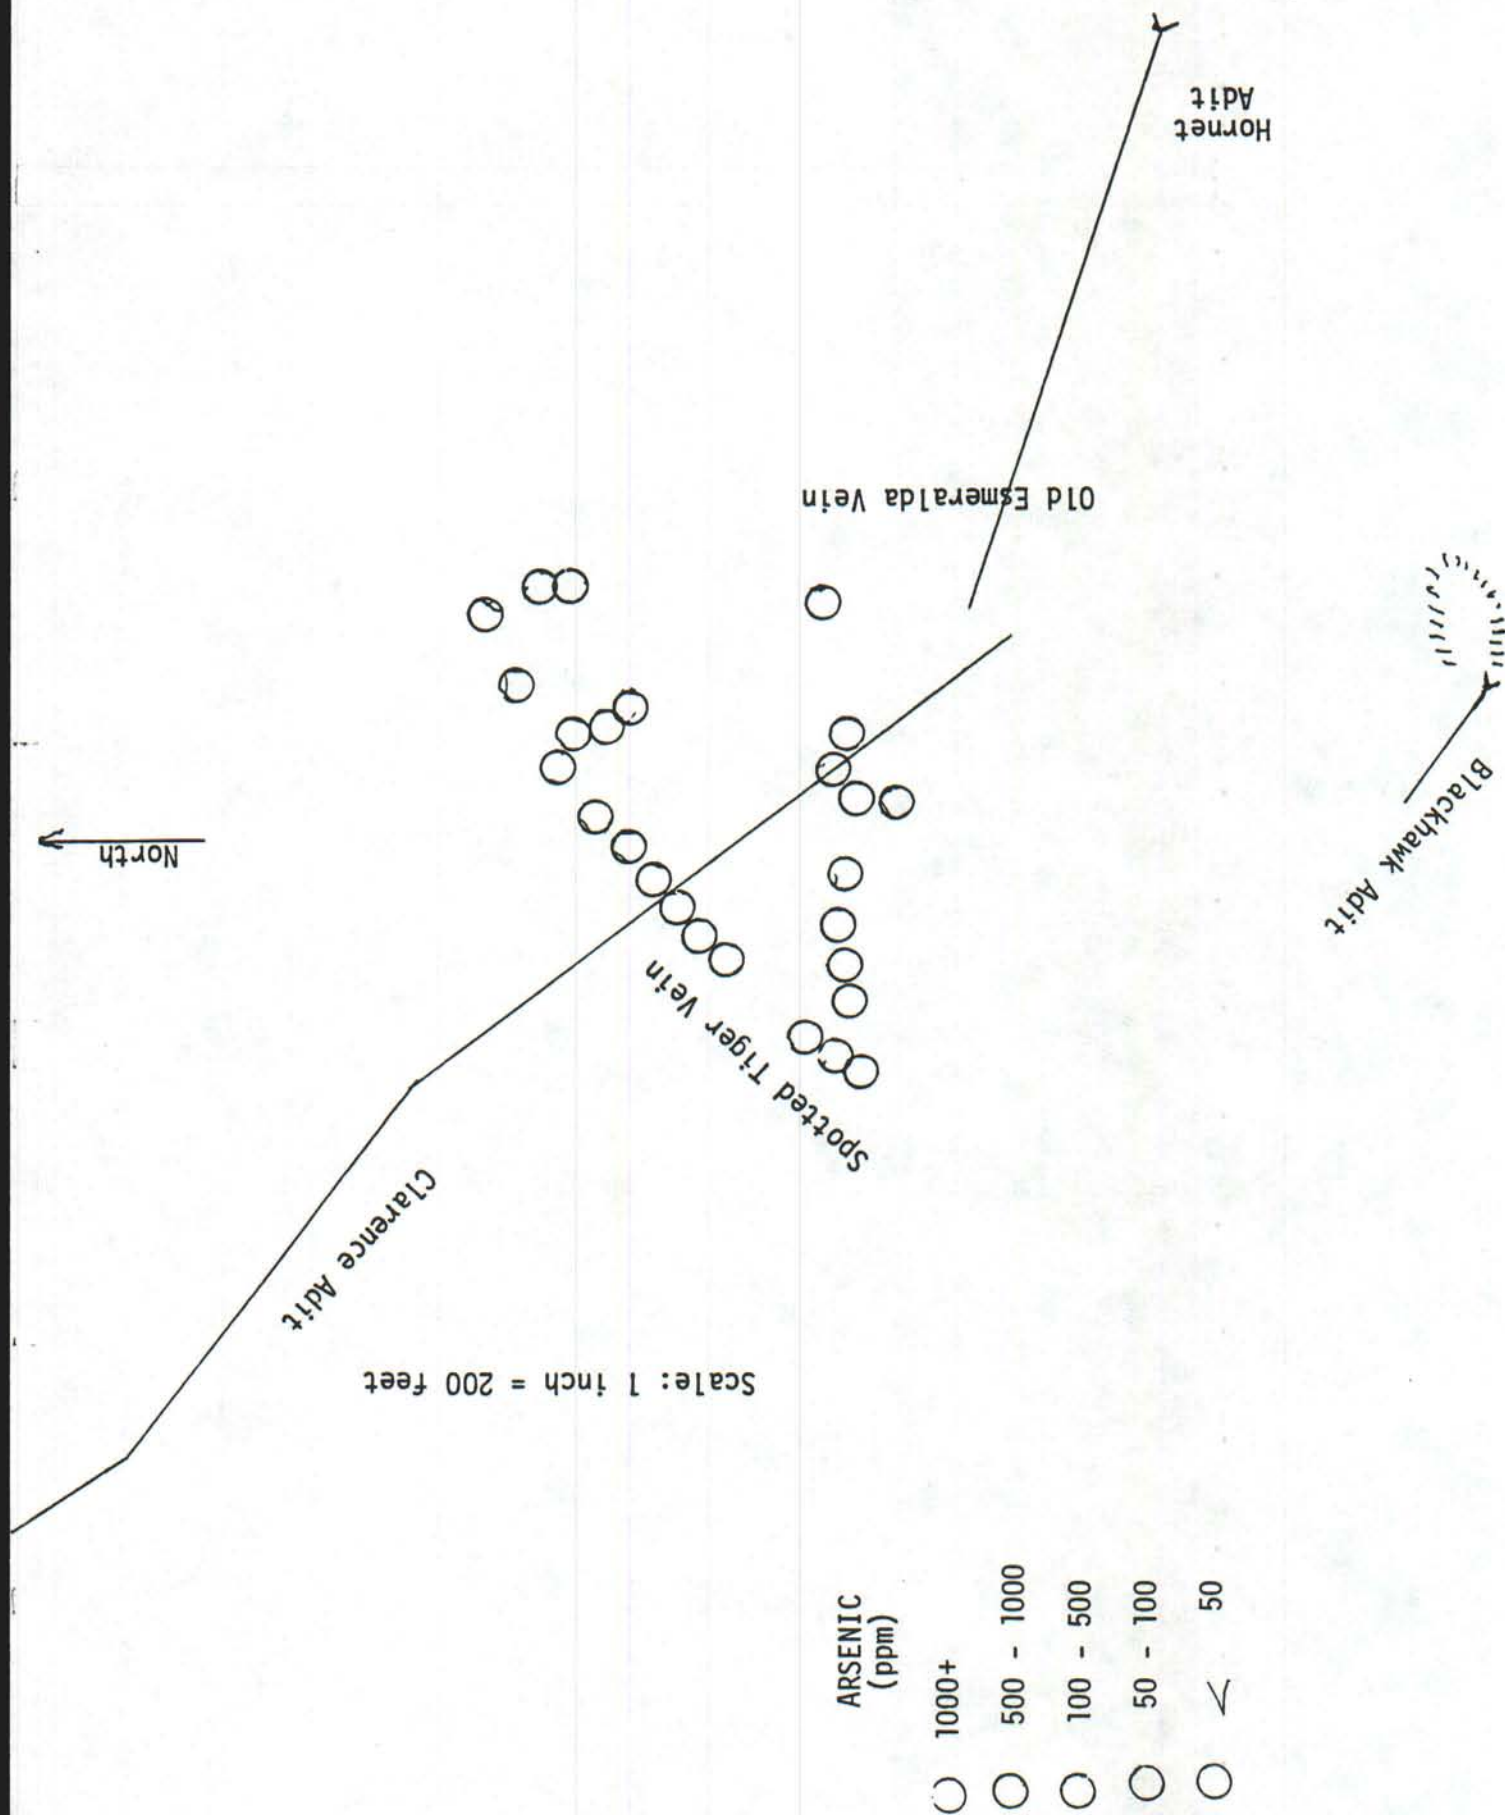 Hornet
Adit
Old Esmeralda Vein
North
Blackhawk Adit
Spotted Tiger Vein
Clarence Adit
Scale: 1 inch = 200 feet
ARSENIC
(ppm)
1000+
500 - 1000
100 - 500
50 - 100
< 50